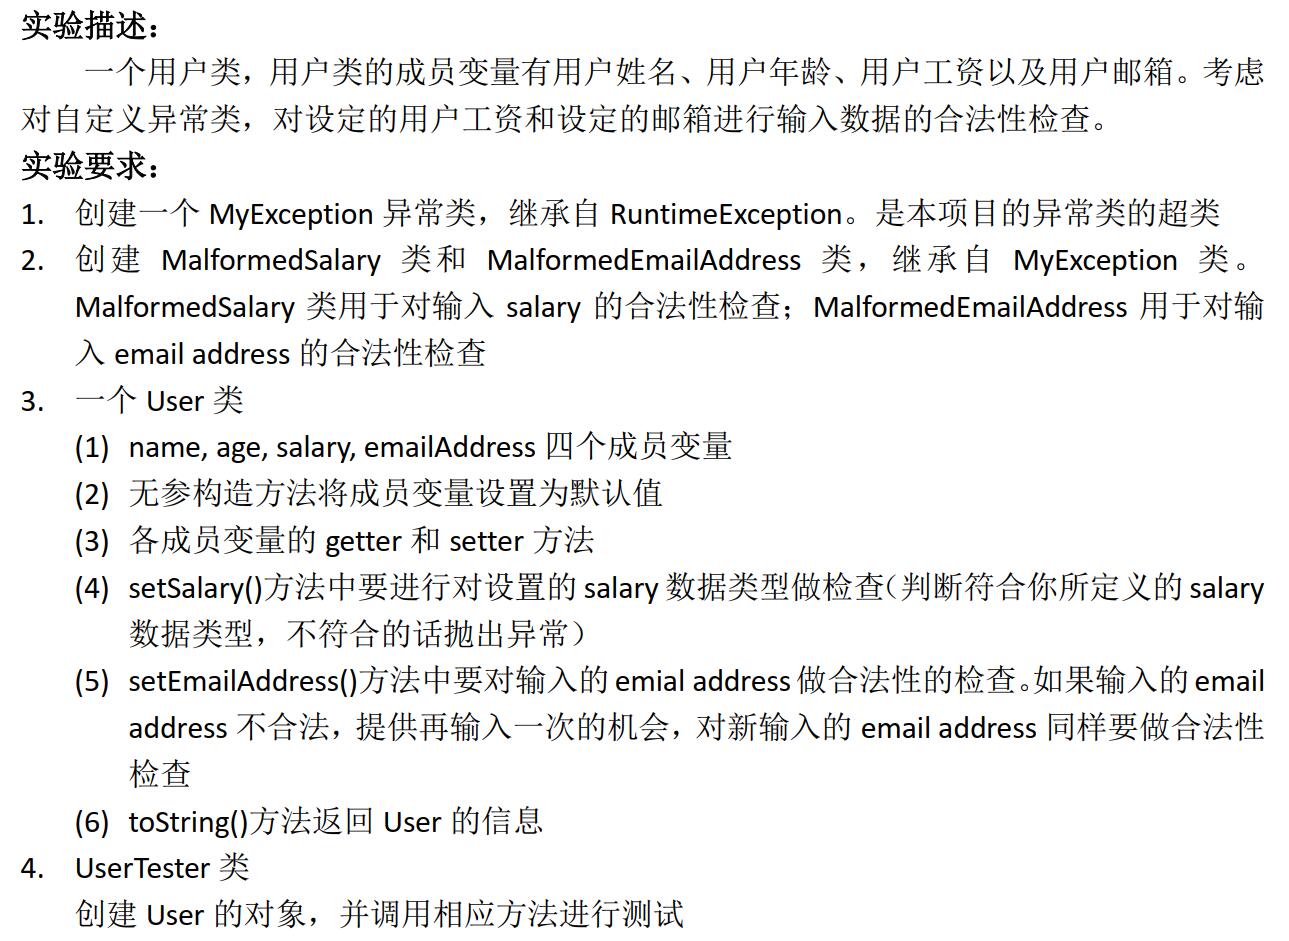 实验描述：
一个用户类，用户类的成员变量有用户姓名、用户年龄、用户工资以及用户邮箱。考虑
对自定义异常类，对设定的用户工资和设定的邮箱进行输入数据的合法性检查。
实验要求：
1. 创建一个 MyException 异常类，继承自 RuntimeException。是本项目的异常类的超类
2. 创建 MalformedSalary 类和 MalformedEmailAddress 类，继承自 MyException 类。
MalformedSalary 类用于对输入 salary 的合法性检查；MalformedEmailAddress 用于对输
入 email address 的合法性检查
3. 一个 User 类
(1) name, age, salary, emailAddress 四个成员变量
(2) 无参构造方法将成员变量设置为默认值
(3) 各成员变量的 getter 和 setter 方法
(4) setSalary()方法中要进行对设置的 salary 数据类型做检查（判断符合你所定义的 salary
数据类型，不符合的话抛出异常）
(5) setEmailAddress()方法中要对输入的 emial address 做合法性的检查。如果输入的 email
address 不合法，提供再输入一次的机会，对新输入的 email address 同样要做合法性
检查
(6) toString()方法返回 User 的信息
4. UserTester 类
创建 User 的对象，并调用相应方法进行测试